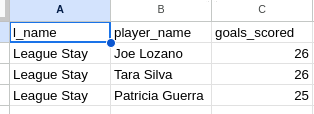 A B C
l_name player_name goals_scored
League Stay Joe Lozano 26
League Stay Tara Silva 26
League Stay Patricia Guerra 25